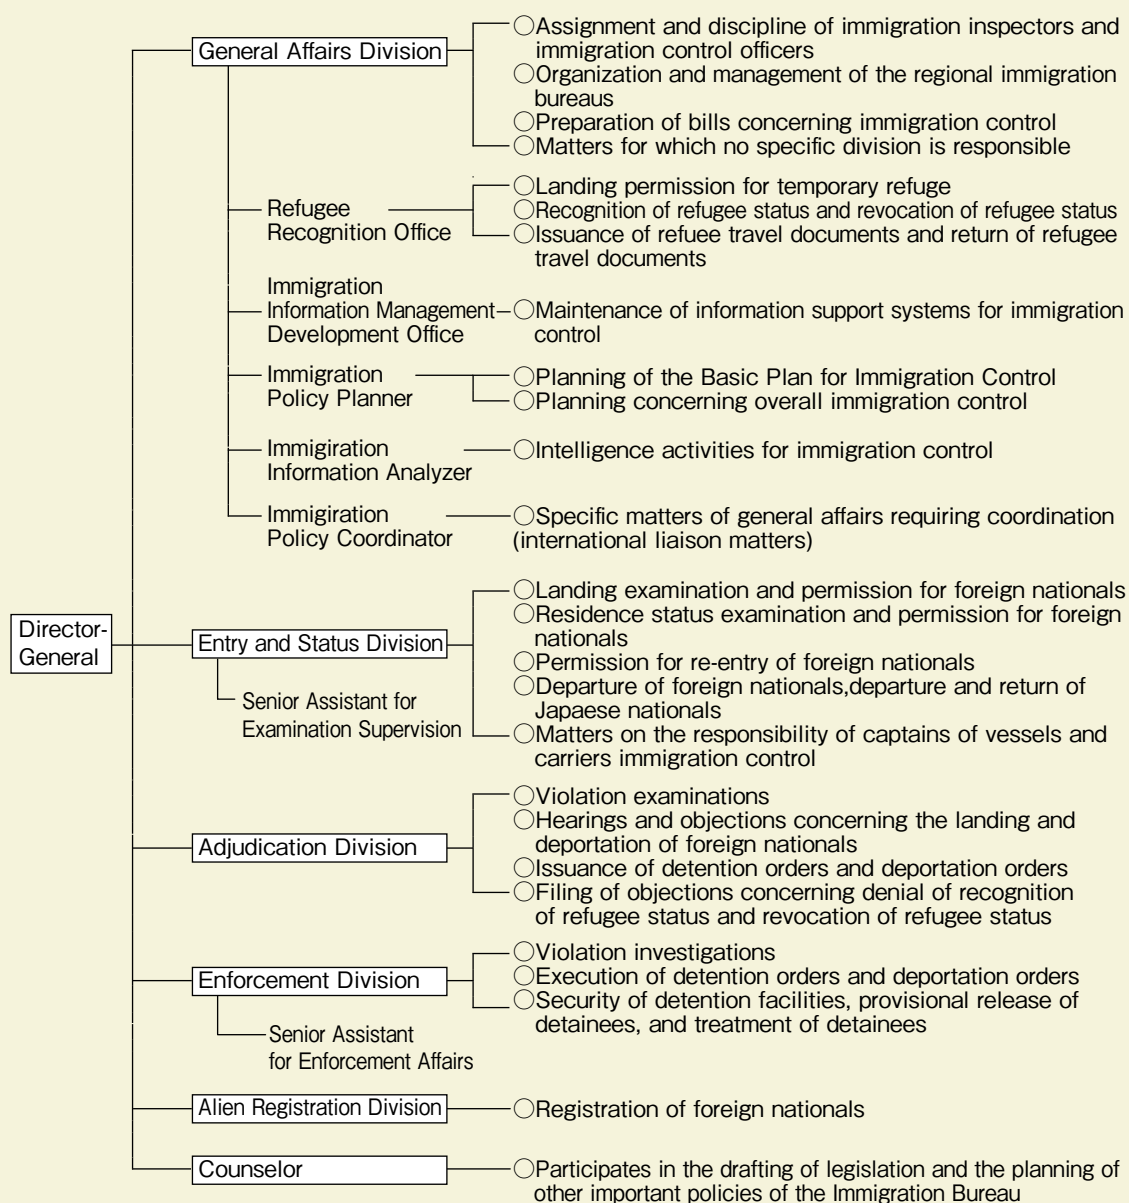 General Affairs Division
○Assignment and discipline of immigration inspectors and
immigration control officers
○Organization and management of the regional immigration
bureaus
○Preparation of bills concerning immigration control
○Matters for which no specific division is responsible
Refugee
Recognition Office
○Landing permission for temporary refuge
○Recognition of refugee status and revocation of refugee status
○Issuance of refuee travel documents and return of refugee
travel documents
Immigration
Information Management
Development Office
○Maintenance of information support systems for immigration
control
Immigration
Policy Planner
○Planning of the Basic Plan for Immigration Control
○Planning concerning overall immigration control
Immigiration
Information Analyzer
○Intelligence activities for immigration control
Immigiration
Policy Coordinator
○Specific matters of general affairs requiring coordination
(international liaison matters)
Director-
General
Entry and Status Division
Senior Assistant for
Examination Supervision
○Landing examination and permission for foreign nationals
○Residence status examination and permission for foreign
nationals
○Permission for re-entry of foreign nationals
○Departure of foreign nationals,departure and return of
Japaese nationals
○Matters on the responsibility of captains of vessels and
carriers immigration control
Adjudication Division
○Violation examinations
○Hearings and objections concerning the landing and
deportation of foreign nationals
○Issuance of detention orders and deportation orders
○Filing of objections concerning denial of recognition
of refugee status and revocation of refugee status
Enforcement Division
Senior Assistant
for Enforcement Affairs
○Violation investigations
○Execution of detention orders and deportation orders
○Security of detention facilities, provisional release of
detainees, and treatment of detainees
Alien Registration Division
○Registration of foreign nationals
Counselor
○Participates in the drafting of legislation and the planning of
other important policies of the Immigration Bureau